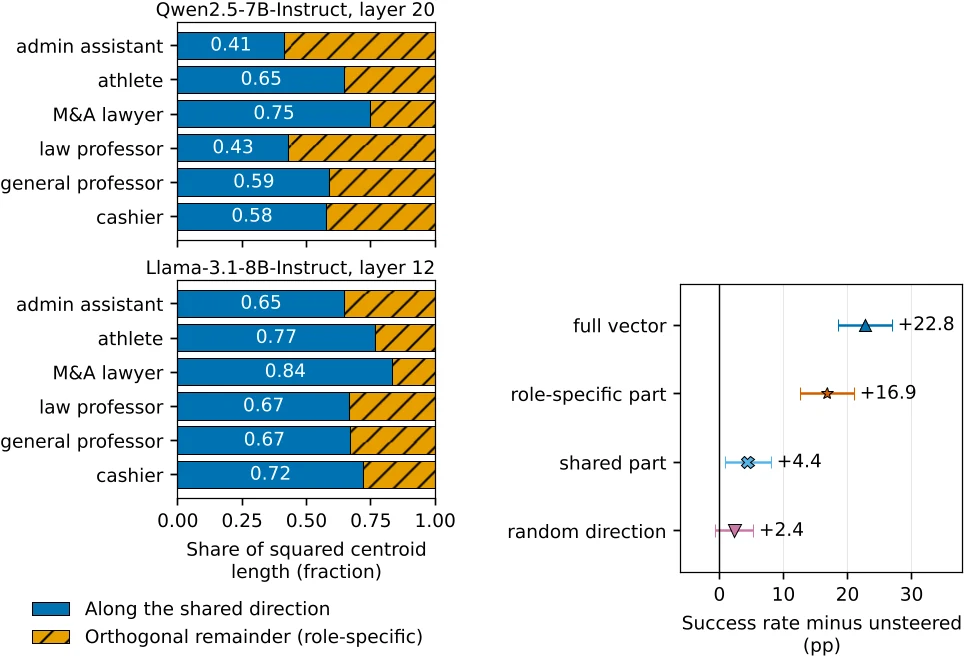 Qwen2.5-7B-Instruct, layer 20
admin assistant 0.41
athlete 0.65
M&A lawyer 0.75
law professor 0.43
general professor 0.59
cashier 0.58
Llama-3.1-8B-Instruct, layer 12
admin assistant 0.65
athlete 0.77
M&A lawyer 0.84
law professor 0.67
general professor 0.67
cashier 0.72
0.00 0.25 0.50 0.75 1.00
Share of squared centroid
length (fraction)
Along the shared direction
Orthogonal remainder (role-specific)
full vector +22.8
role-specific part +16.9
shared part +4.4
random direction +2.4
0 10 20 30
Success rate minus unsteered
(pp)